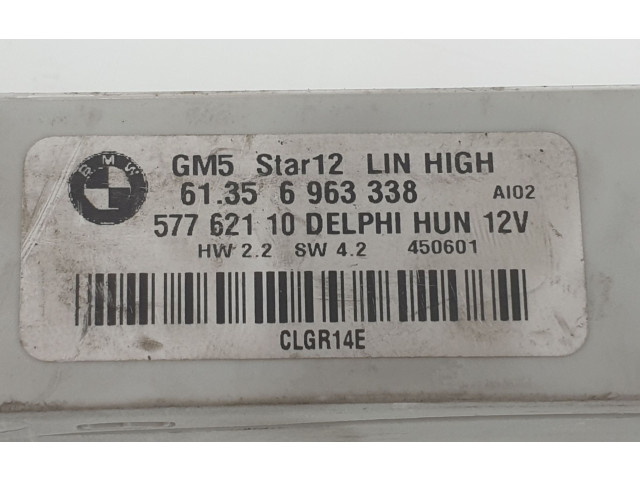 BMW
GM5 Star12 LIN HIGH
61.35 6 963 338 AI02
577 621 10 DELPHI HUN 12V
HW 2.2 SW 4.2 450601
CLGR14E